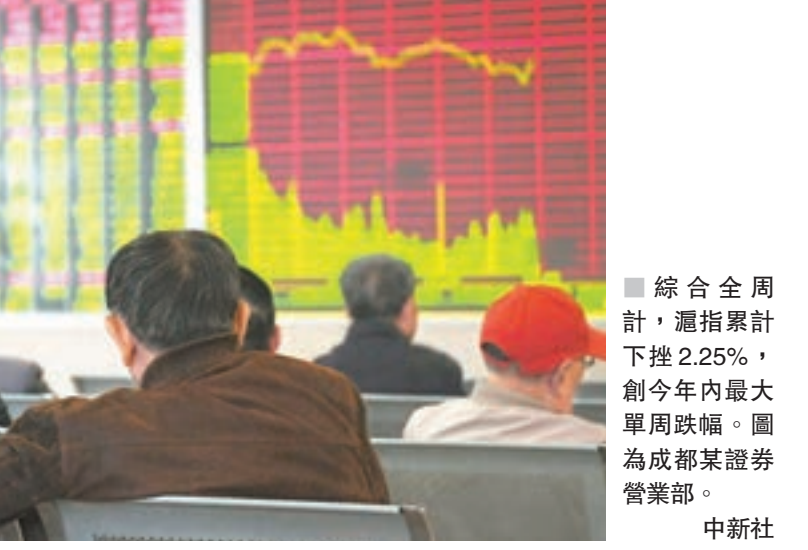 ■ 綜合全周
計，滬指累計
下挫 2.25%，
創今年內最大
單周跌幅。圖
為成都某證券
營業部。
中新社